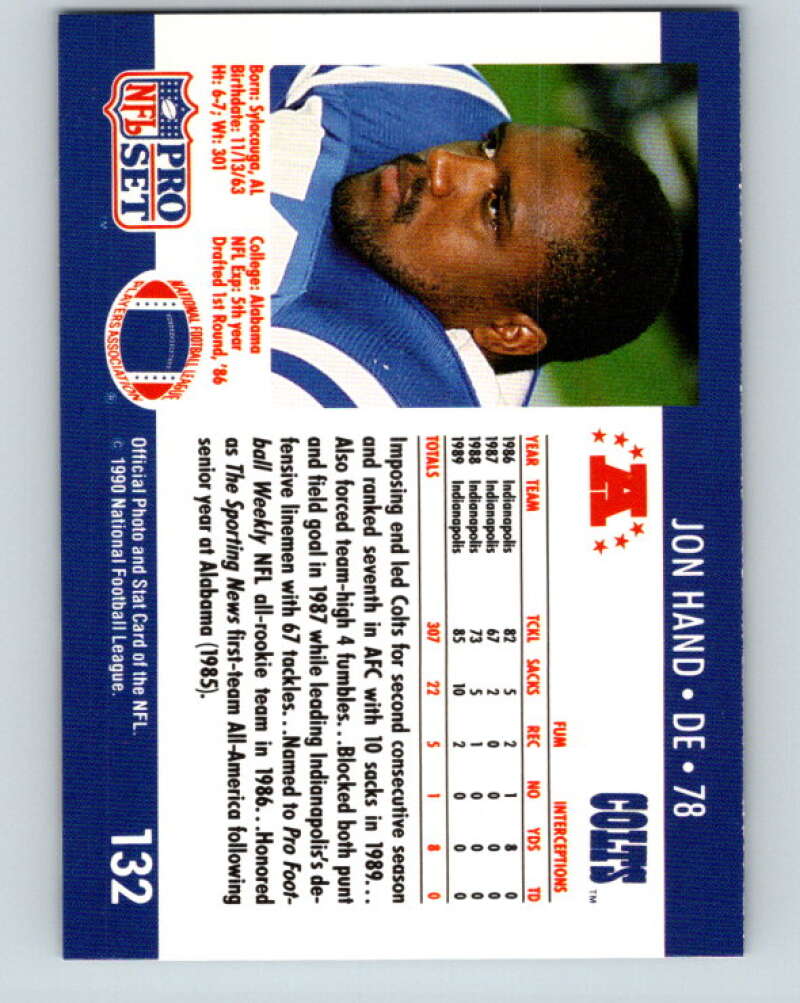 JON HAND • DE • 78
COLTS™
A
FUM INTERCEPTIONS
YEAR TEAM TCKL SACKS REC NO YDS TD
1986 Indianapolis 82 5 2 1 8 0
1987 Indianapolis 67 2 0 0 0 0
1988 Indianapolis 73 5 1 0 0 0
1989 Indianapolis 85 10 2 0 0 0
TOTALS 307 22 5 1 8 0
Imposing end led Colts for second consecutive season
and ranked seventh in AFC with 10 sacks in 1989...
Also forced team-high 4 fumbles...Blocked both punt
and field goal in 1987 while leading Indianapolis's de-
fensive linemen with 67 tackles...Named to Pro Foot-
ball Weekly NFL all-rookie team in 1986...Honored
as The Sporting News first-team All-America following
senior year at Alabama (1985).
Born: Sylacauga, AL College: Alabama
Birthdate: 11/13/63 NFL Exp: 5th year
Ht: 6-7; Wt: 301 Drafted 1st Round, '86
PRO
NFL SET
NATIONAL FOOTBALL LEAGUE
PLAYERS ASSOCIATION
Official Photo and Stat Card of the NFL.
© 1990 National Football League.
132